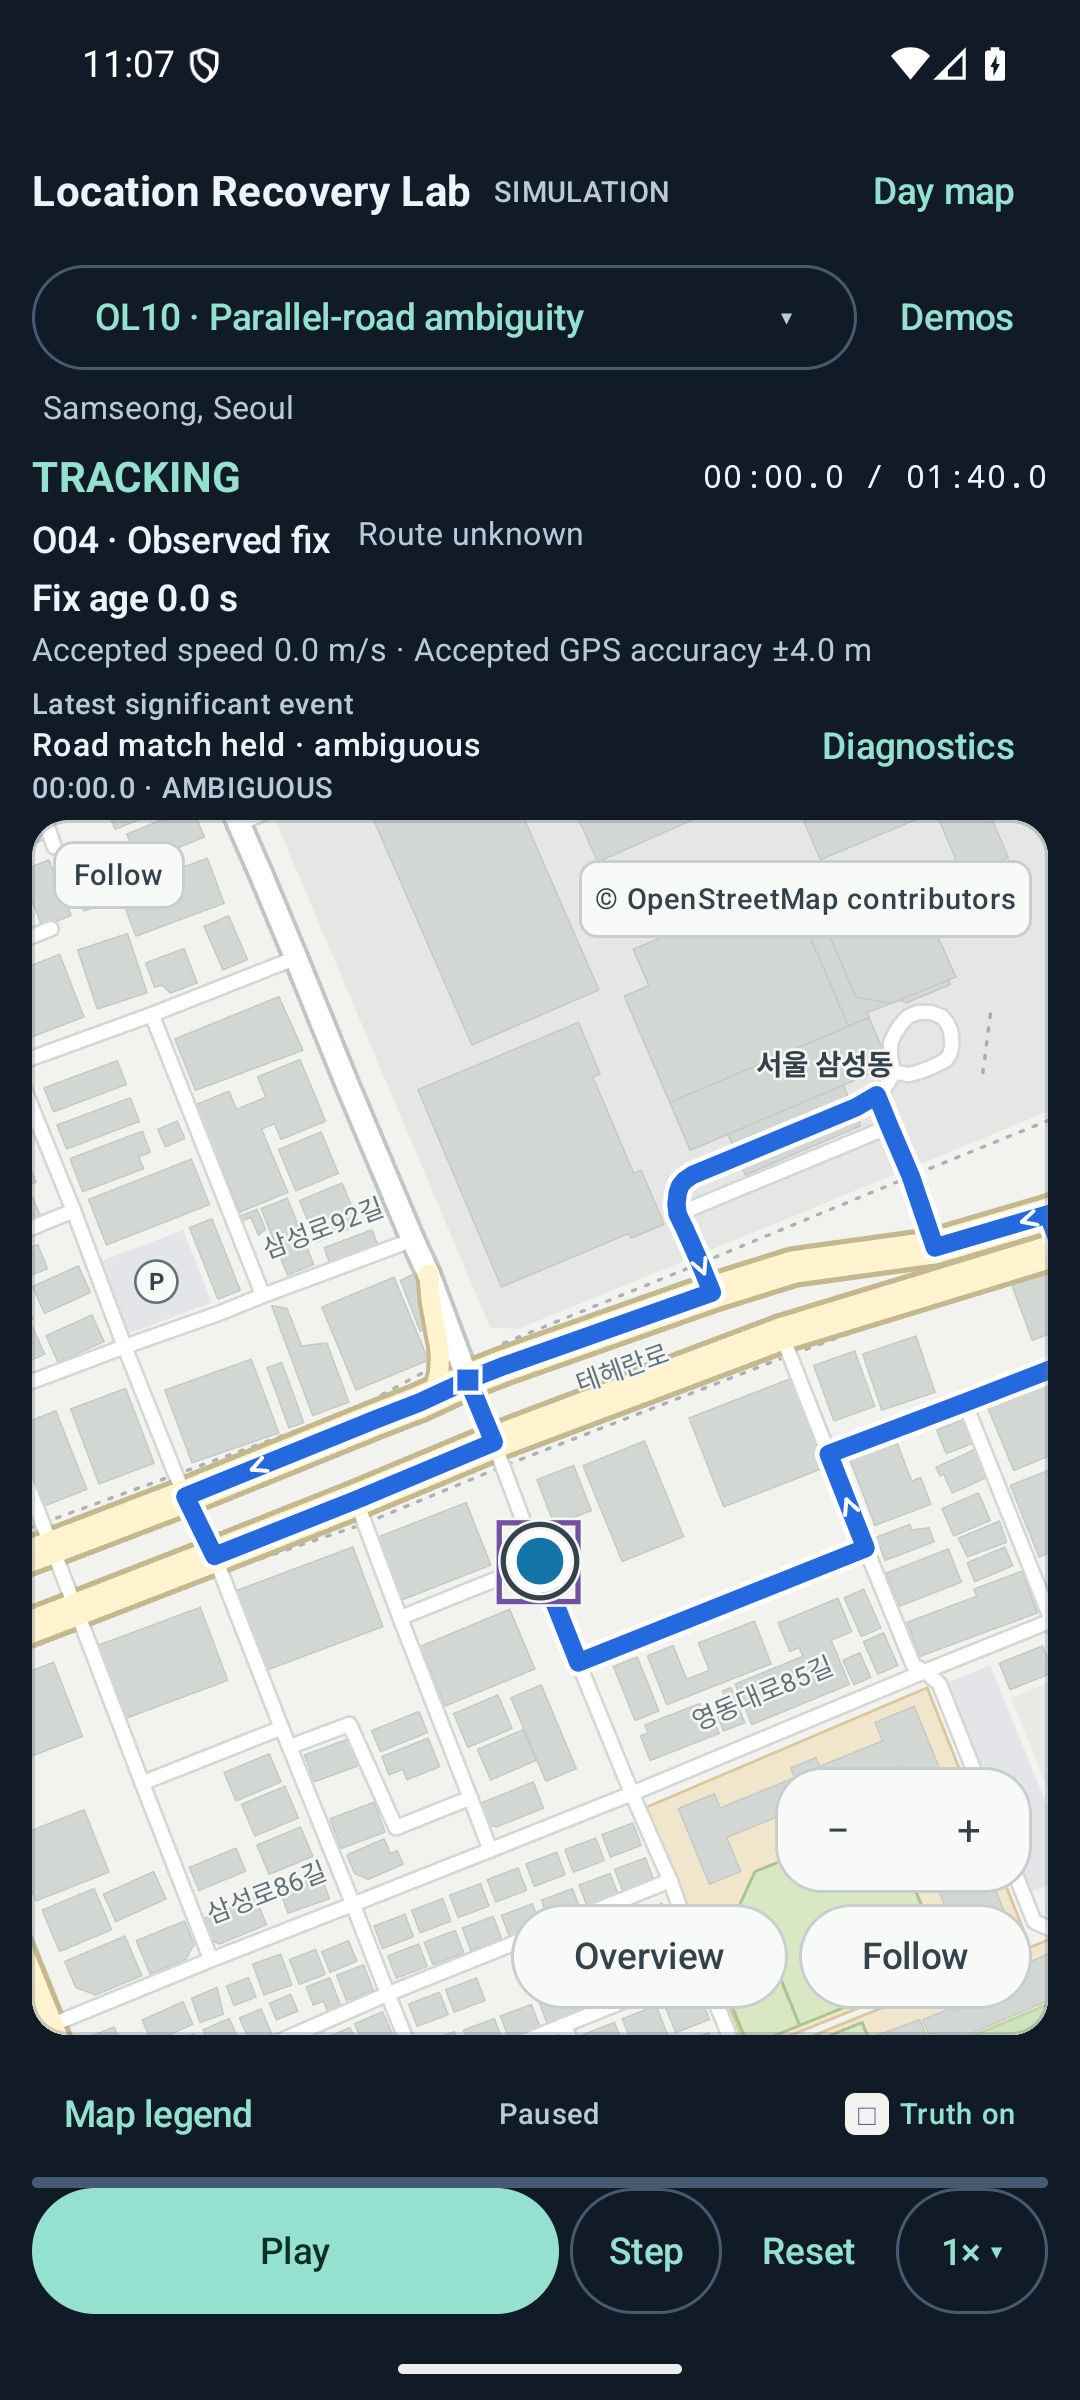 11:07
Location Recovery Lab SIMULATION Day map
OL10 · Parallel-road ambiguity ▾ Demos
Samseong, Seoul
TRACKING 00:00.0 / 01:40.0
O04 · Observed fix Route unknown
Fix age 0.0 s
Accepted speed 0.0 m/s · Accepted GPS accuracy ±4.0 m
Latest significant event
Road match held · ambiguous Diagnostics
00:00.0 · AMBIGUOUS
Follow
© OpenStreetMap contributors
서울 삼성동
삼성로92길
P
테헤란로
영동대로85길
− +
삼성로86길
Overview Follow
Map legend Paused Truth on
Play Step Reset 1× ▾